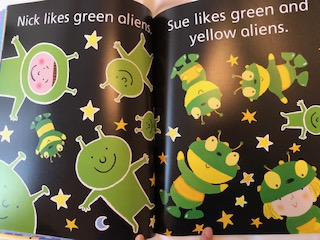 Nick likes green aliens.
Sue likes green and
yellow aliens.